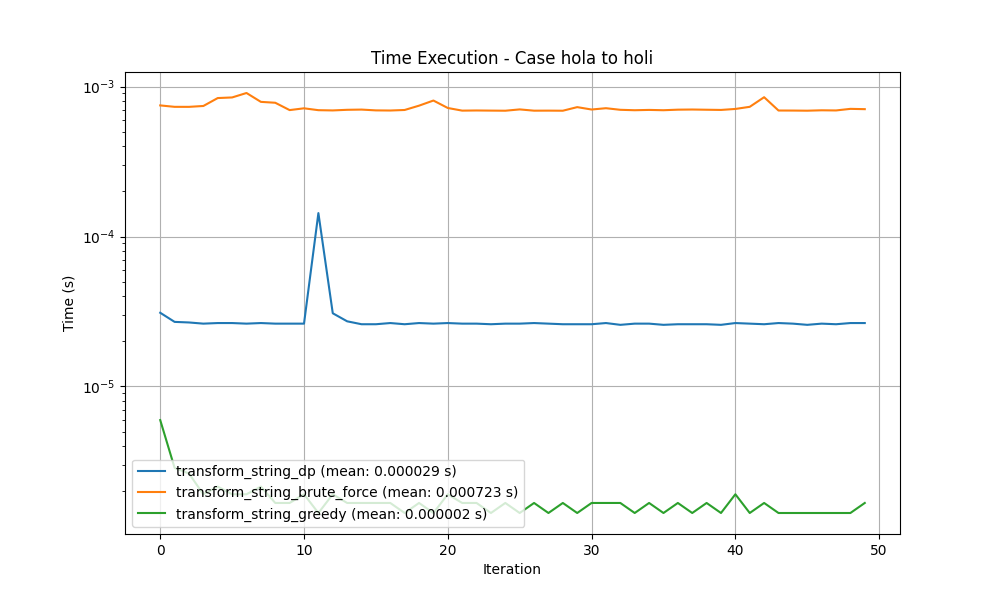 Time Execution - Case hola to holi
10^-3
10^-4
10^-5
Time (s)
transform_string_dp (mean: 0.000029 s)
transform_string_brute_force (mean: 0.000723 s)
transform_string_greedy (mean: 0.000002 s)
0 10 20 30 40 50
Iteration